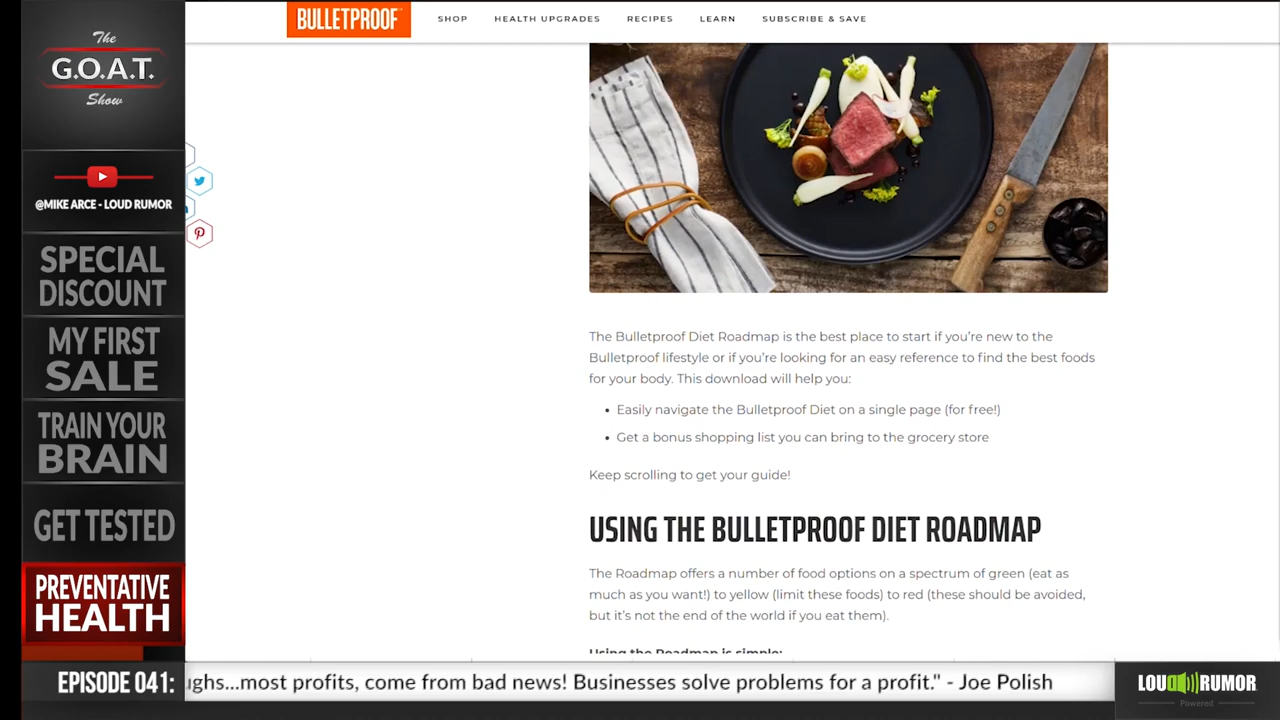 The
G.O.A.T.
Show
@MIKE ARCE - LOUD RUMOR
SPECIAL
DISCOUNT
MY FIRST
SALE
TRAIN YOUR
BRAIN
GET TESTED
PREVENTATIVE
HEALTH
BULLETPROOF
SHOP
HEALTH UPGRADES
RECIPES
LEARN
SUBSCRIBE & SAVE
The Bulletproof Diet Roadmap is the best place to start if you’re new to the
Bulletproof lifestyle or if you’re looking for an easy reference to find the best foods
for your body. This download will help you:
• Easily navigate the Bulletproof Diet on a single page (for free!)
• Get a bonus shopping list you can bring to the grocery store
Keep scrolling to get your guide!
USING THE BULLETPROOF DIET ROADMAP
The Roadmap offers a number of food options on a spectrum of green (eat as
much as you want!) to yellow (limit these foods) to red (these should be avoided,
but it’s not the end of the world if you eat them).
Using the Roadmap is simple:
EPISODE 041:
ughs...most profits, come from bad news! Businesses solve problems for a profit." - Joe Polish
LOUD RUMOR
Powered